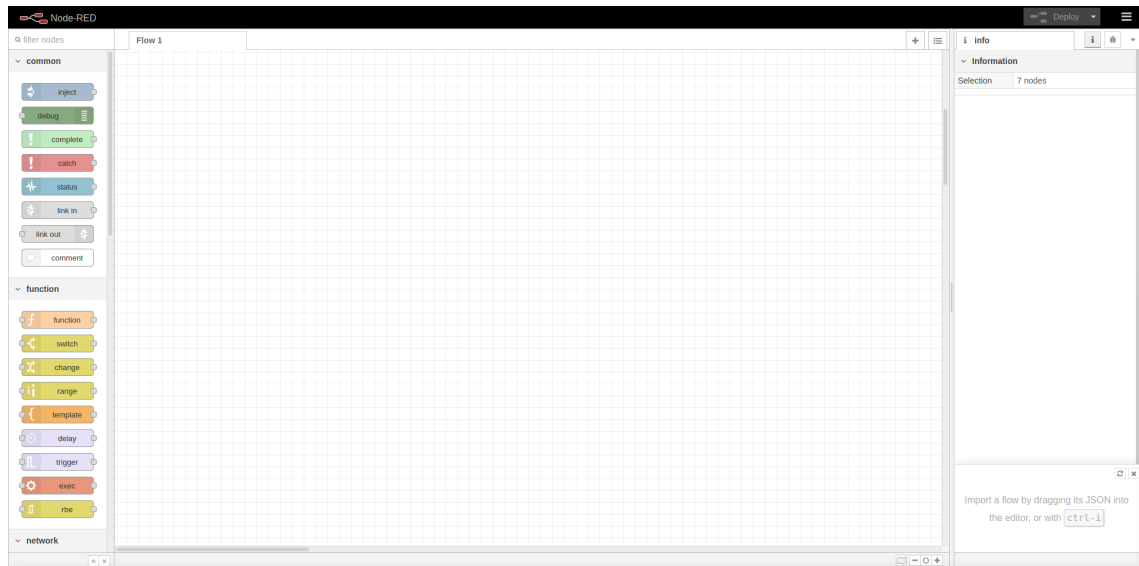 Node-RED
Deploy
filter nodes
Flow 1
i info
common
Information
Selection 7 nodes
inject
debug
complete
catch
status
link in
link out
comment
function
function
switch
change
range
template
delay
trigger
exec
rbe
network
Import a flow by dragging its JSON into
the editor, or with ctrl-i